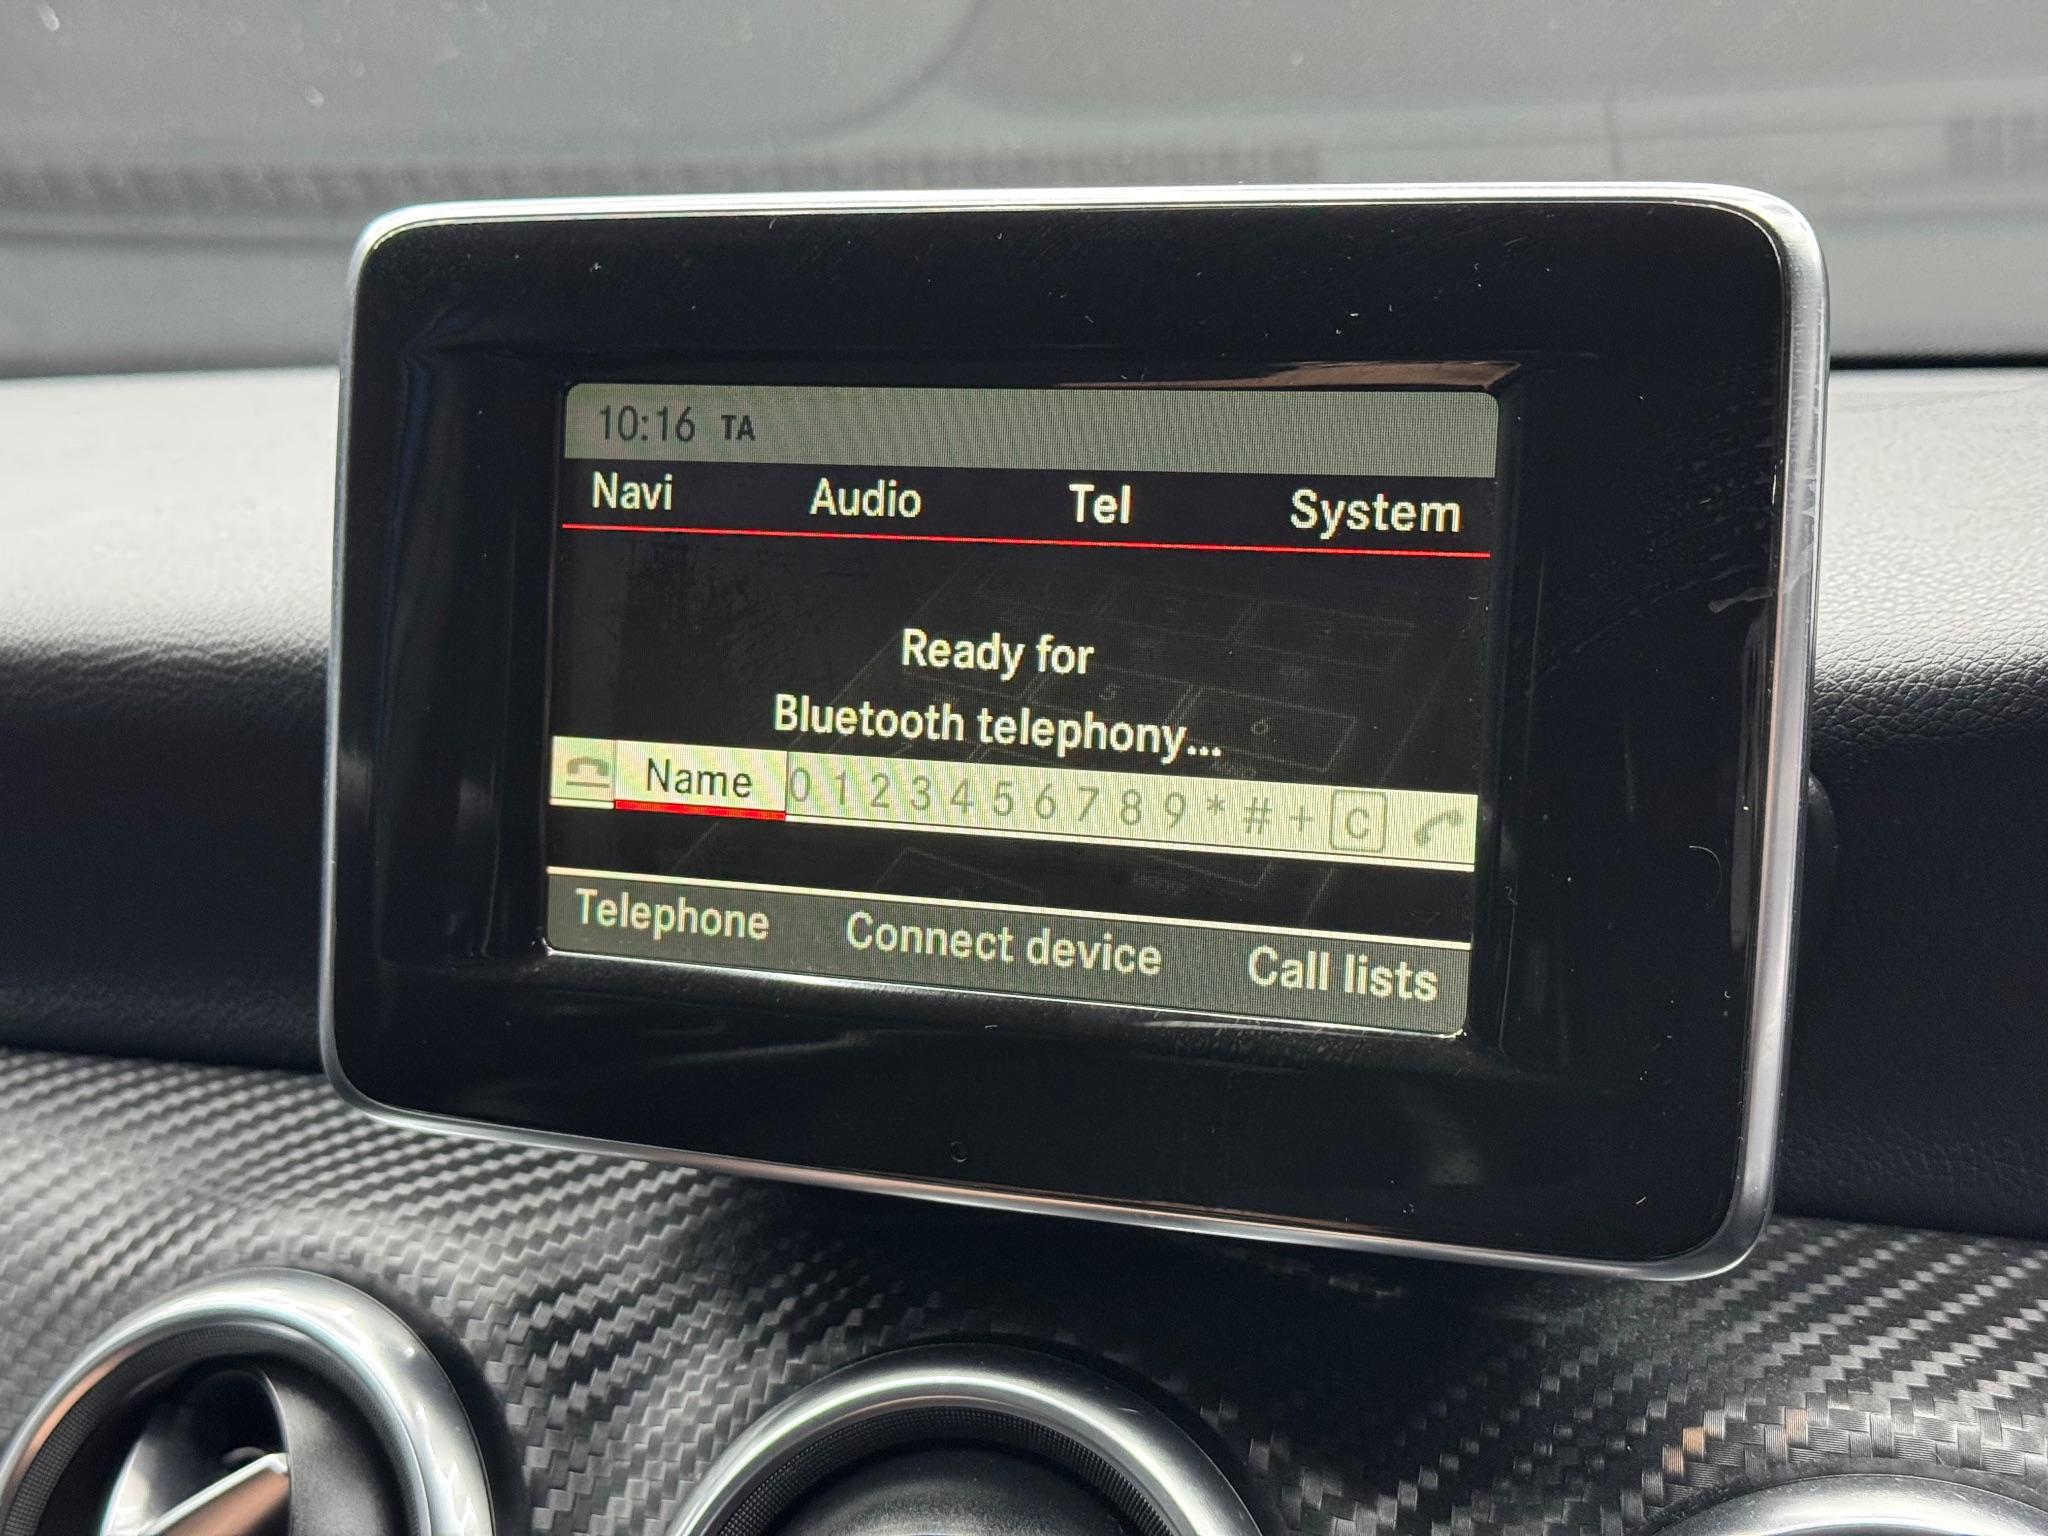 10:16 TA
Navi Audio Tel System
Ready for
Bluetooth telephony...
Name 0 1 2 3 4 5 6 7 8 9 * # + C
Telephone Connect device Call lists